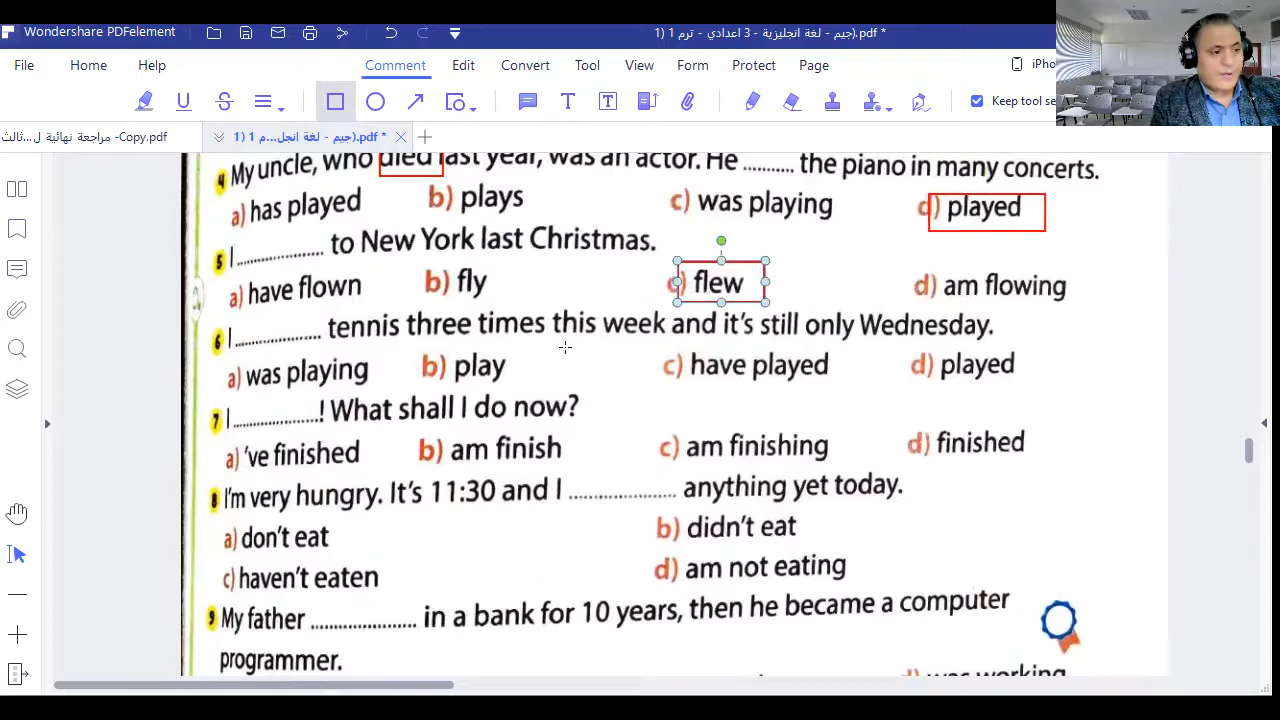 Wondershare PDFelement
(جيم - لغة انجليزية - 3 اعدادي - ترم 1 (1.pdf *
File Home Help Comment Edit Convert Tool View Form Protect Page iPho
Keep tool se
مراجعة نهائية ل...ثالث -Copy.pdf
(جيم - لغة انجل...م 1 (1.pdf *
4 My uncle, who died last year, was an actor. He .......... the piano in many concerts.
a) has played b) plays c) was playing d) played
5 I .................. to New York last Christmas.
a) have flown b) fly c) flew d) am flowing
6 I .................. tennis three times this week and it's still only Wednesday.
a) was playing b) play c) have played d) played
7 I ..................! What shall I do now?
a) 've finished b) am finish c) am finishing d) finished
8 I'm very hungry. It's 11:30 and I ..................... anything yet today.
a) don't eat b) didn't eat
c) haven't eaten d) am not eating
9 My father ..................... in a bank for 10 years, then he became a computer
programmer.
d) was working